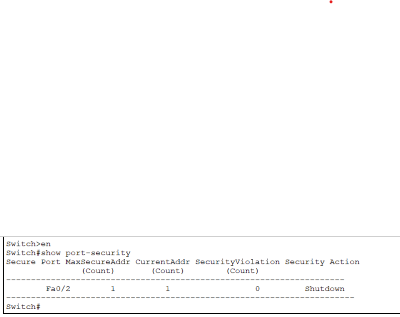 Switch>en
Switch#show port-security
Secure Port MaxSecureAddr CurrentAddr SecurityViolation Security Action
(Count) (Count) (Count)
--------------------------------------------------------------------
Fa0/2 1 1 0 Shutdown
----------------------------------------------------------------------
Switch#